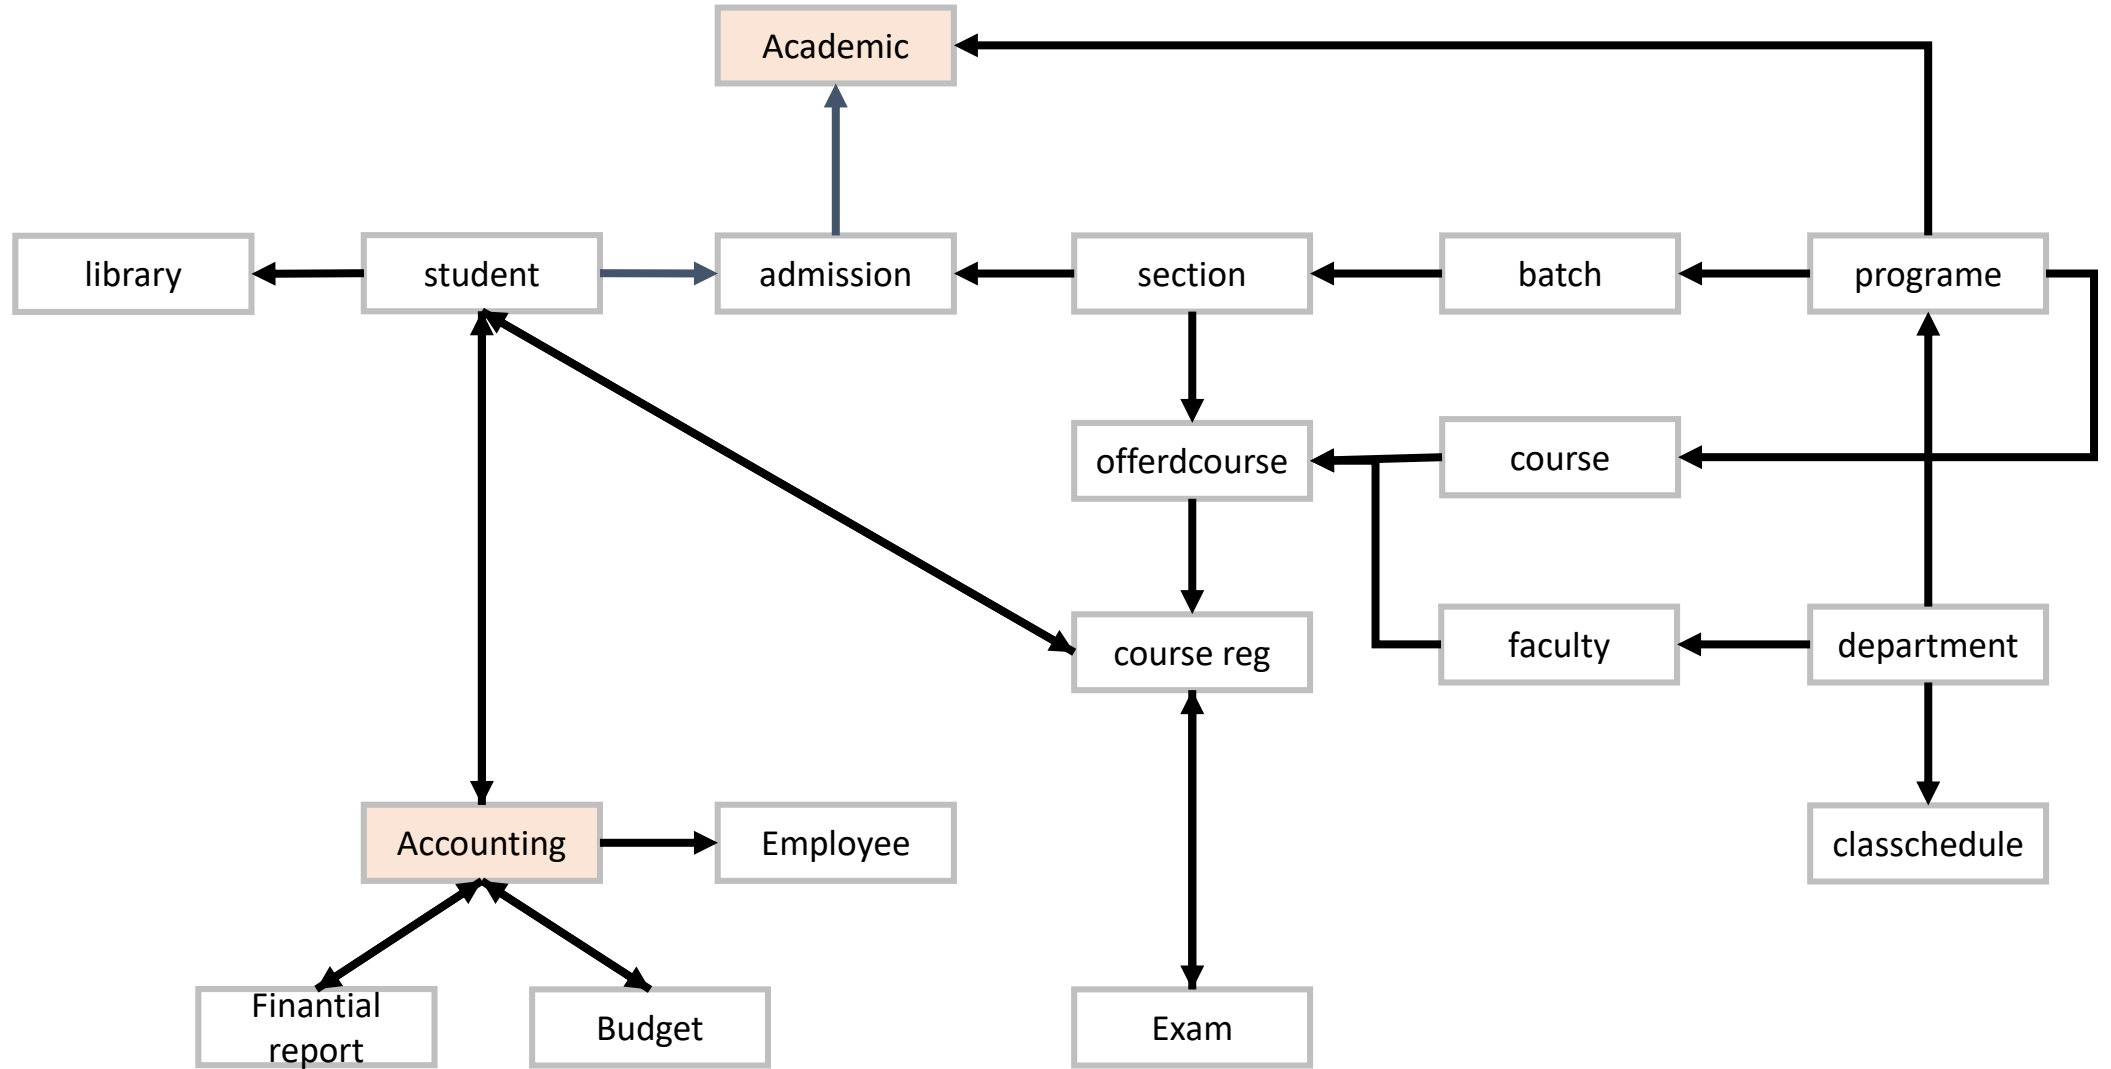 Academic
library
student
admission
section
batch
programe
offerdcourse
course
course reg
faculty
department
Accounting
Employee
classchedule
Finantial
report
Budget
Exam